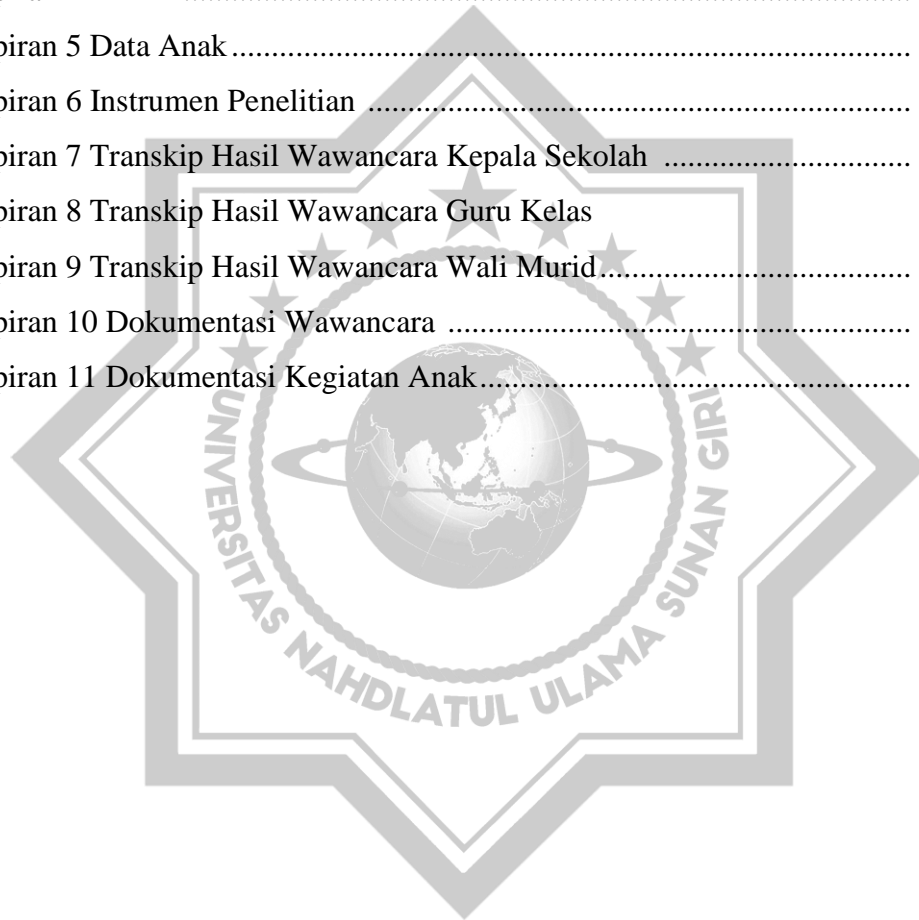 piran 5 Data Anak ....................................................................................
piran 6 Instrumen Penelitian ..................................................................
piran 7 Transkip Hasil Wawancara Kepala Sekolah ..............................
piran 8 Transkip Hasil Wawancara Guru Kelas
piran 9 Transkip Hasil Wawancara Wali Murid ......................................
piran 10 Dokumentasi Wawancara .........................................................
piran 11 Dokumentasi Kegiatan Anak .....................................................
UNIVERSITAS NAHDLATUL ULAMA SUNAN GIRI